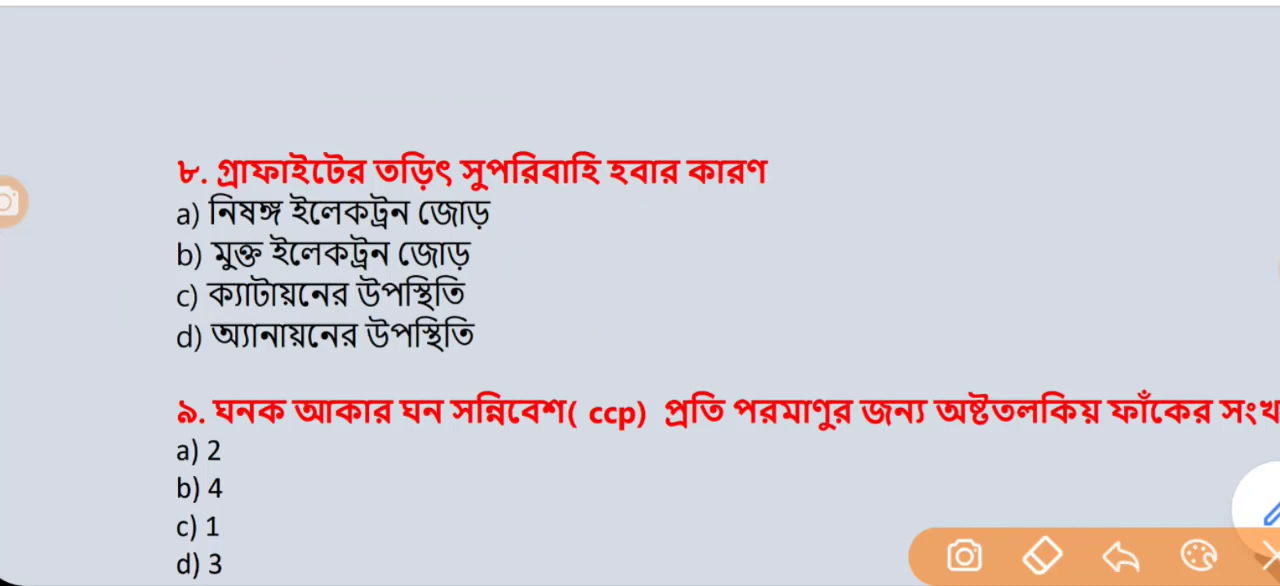 ৮. গ্রাফাইটের তড়িৎ সুপরিবাহি হবার কারণ
a) নিষঙ্গ ইলেকট্রন জোড়
b) মুক্ত ইলেকট্রন জোড়
c) ক্যাটায়নের উপস্থিতি
d) অ্যানায়নের উপস্থিতি
৯. ঘনক আকার ঘন সন্নিবেশ( ccp) প্রতি পরমাণুর জন্য অষ্টতলকিয় ফাঁকের
a) 2
b) 4
c) 1
d) 3